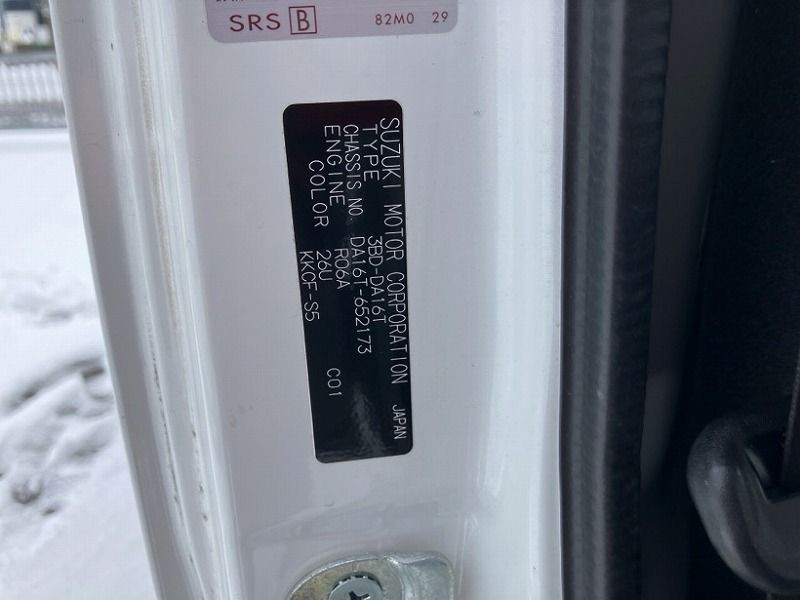 SRS B 82M0 29
SUZUKI MOTOR CORPORATION JAPAN
TYPE 3BD-DA16T
CHASSIS NO. DA16T-652173
ENGINE R06A
COLOR 26U C01
KKCF-S5